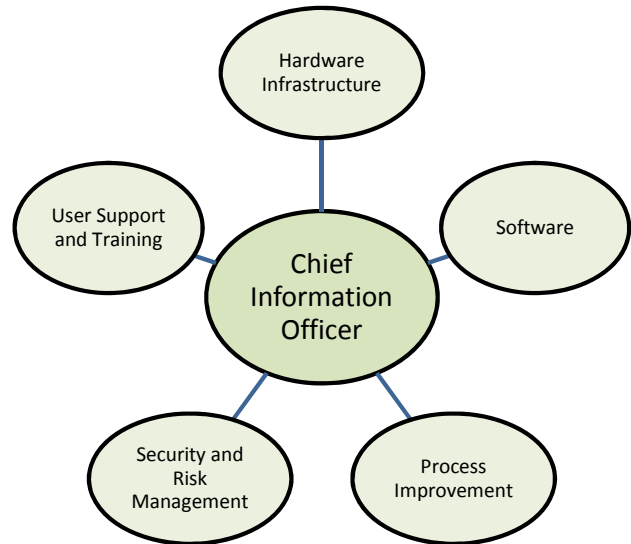 Hardware
Infrastructure
User Support
and Training
Software
Chief
Information
Officer
Security and
Risk
Management
Process
Improvement